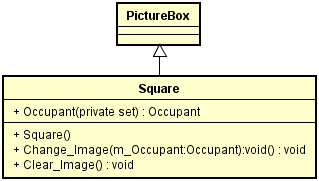 PictureBox
Square
+ Occupant(private set) : Occupant
+ Square()
+ Change_Image(m_Occupant:Occupant):void() : void
+ Clear_Image() : void